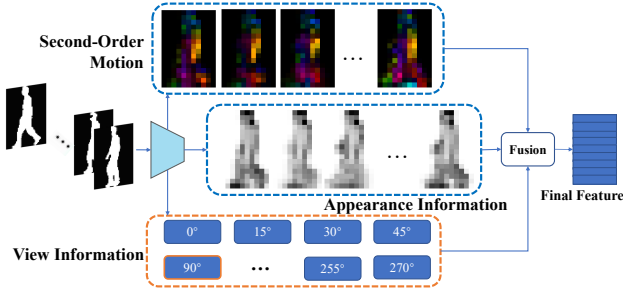 Second-Order
Motion
...
...
Fusion
Final Feature
Appearance Information
View Information
0° 15° 30° 45°
90° ... 255° 270°